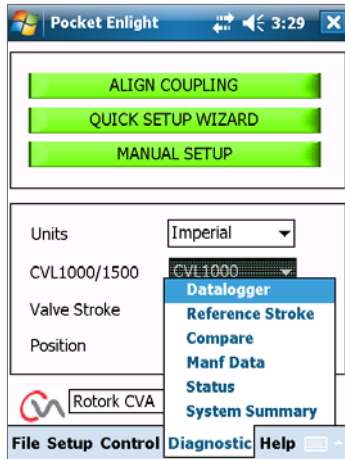 Pocket Enlight 3:29
ALIGN COUPLING
QUICK SETUP WIZARD
MANUAL SETUP
Units Imperial
CVL1000/1500 CVL1000
Datalogger
Valve Stroke Reference Stroke
Compare
Position Manf Data
Status
Rotork CVA System Summary
File Setup Control Diagnostic Help